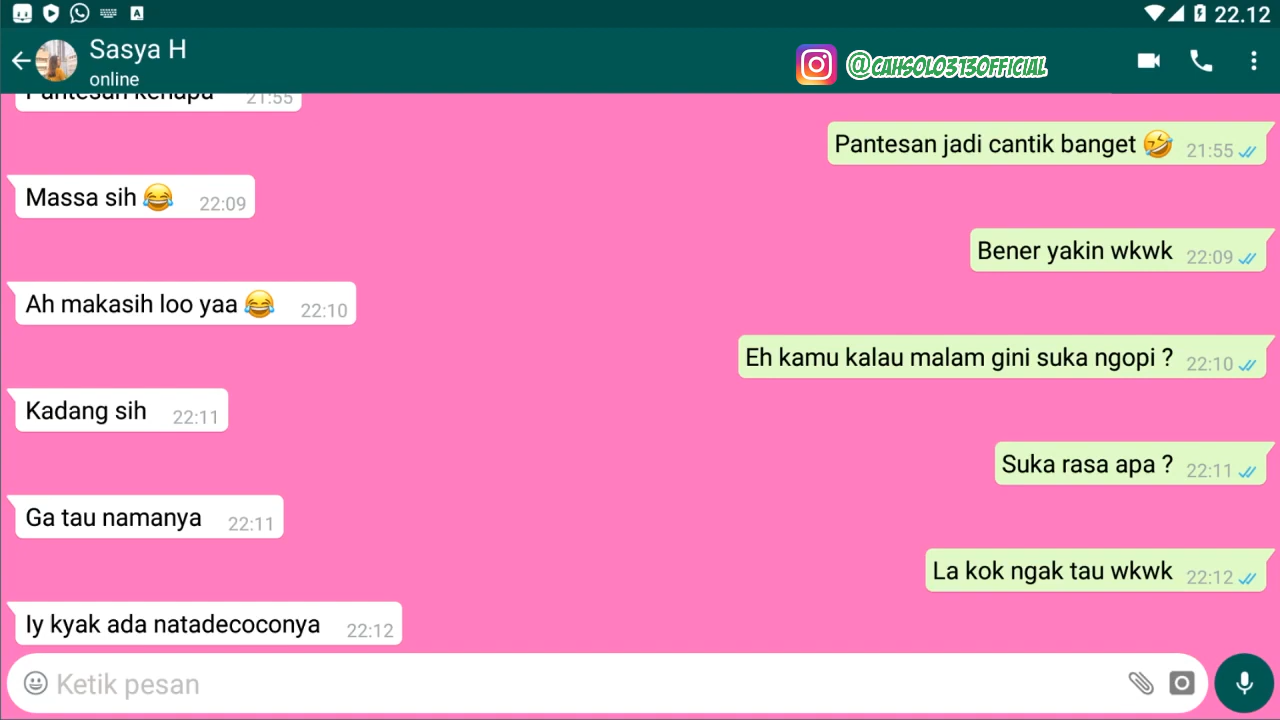 22.12
Sasya H
online
@CAHSOLO3130FFICIAL
Pantesan kenapa 21:55
Pantesan jadi cantik banget 🤣 21:55
Massa sih 😂 22:09
Bener yakin wkwk 22:09
Ah makasih loo yaa 😂 22:10
Eh kamu kalau malam gini suka ngopi ? 22:10
Kadang sih 22:11
Suka rasa apa ? 22:11
Ga tau namanya 22:11
La kok ngak tau wkwk 22:12
Iy kyak ada natadecoconya 22:12
Ketik pesan